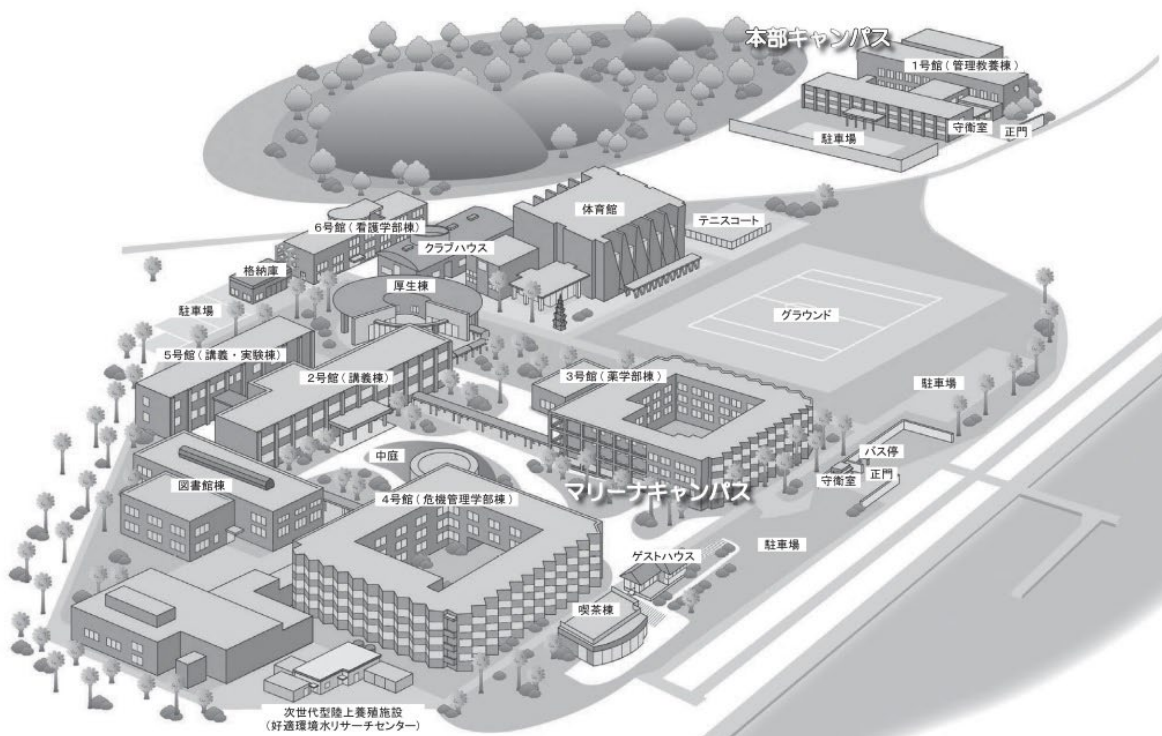 本部キャンパス
1号館(管理教養棟)
守衛室
正門
駐車場
体育館
テニスコート
6号館(看護学部棟)
クラブハウス
格納庫
厚生棟
駐車場
グラウンド
5号館(講義・実験棟)
2号館(講義棟)
3号館(薬学部棟)
駐車場
バス停
中庭
守衛室
正門
図書館棟
マリーナキャンパス
4号館(危機管理学部棟)
駐車場
ゲストハウス
喫茶棟
次世代型陸上養殖施設
(好適環境水リサーチセンター)